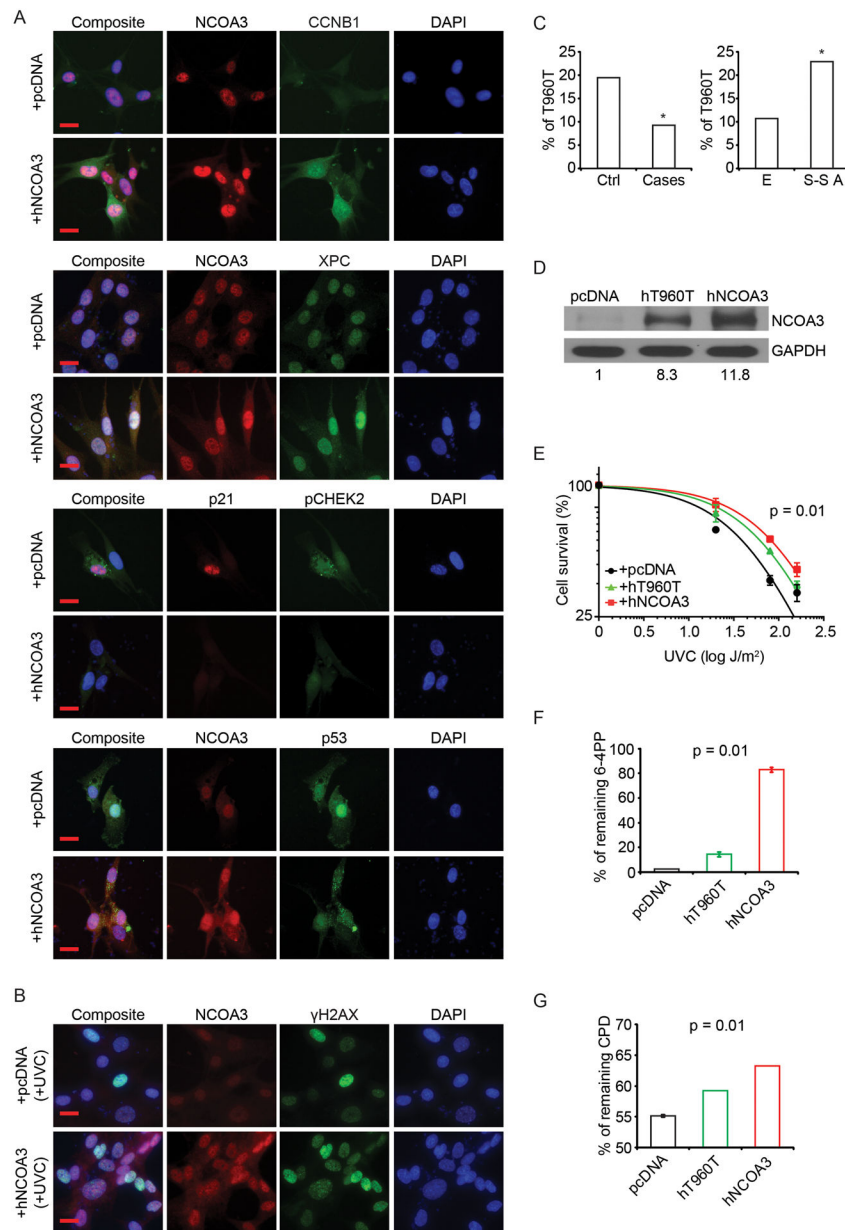 A
Composite NCOA3 CCNB1 DAPI
+pcDNA
+hNCOA3
Composite NCOA3 XPC DAPI
+pcDNA
+hNCOA3
Composite p21 pCHEK2 DAPI
+pcDNA
+hNCOA3
Composite NCOA3 p53 DAPI
+pcDNA
+hNCOA3
B
Composite NCOA3 γH2AX DAPI
+pcDNA
(+UVC)
+hNCOA3
(+UVC)
C
% of T960T
25
20
15
10
5
0
*
Ctrl Cases
% of T960T
25
20
15
10
5
0
*
E S-S A
D
pcDNA hT960T hNCOA3
NCOA3
GAPDH
1 8.3 11.8
E
Cell survival (%)
100
25
p = 0.01
+pcDNA
+hT960T
+hNCOA3
0 0.5 1.0 1.5 2.0 2.5
UVC (log J/m²)
F
% of remaining 6-4PP
100
80
60
40
20
0
p = 0.01
pcDNA hT960T hNCOA3
G
% of remaining CPD
70
65
60
55
50
p = 0.01
pcDNA hT960T hNCOA3